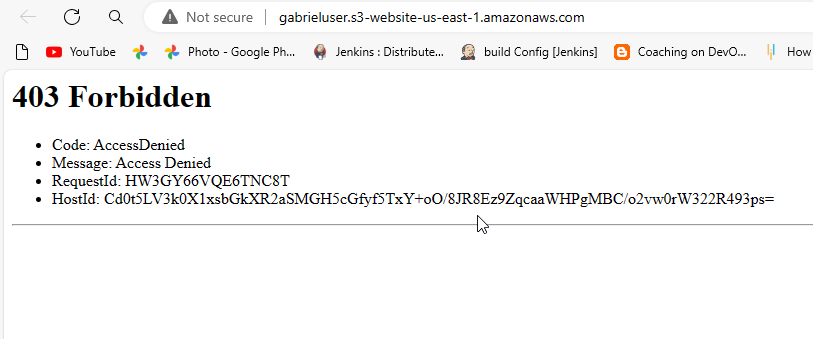 Not secure gabrieluser.s3-website-us-east-1.amazonaws.com
YouTube Photo - Google Ph... Jenkins : Distribute... build Config [Jenkins] Coaching on DevO... How
403 Forbidden
Code: AccessDenied
Message: Access Denied
RequestId: HW3GY66VQE6TNC8T
HostId: Cd0t5LV3k0X1xsbGkXR2aSMGH5cGfyf5TxY+oO/8JR8Ez9ZqcaaWHPgMBC/o2vw0rW322R493ps=